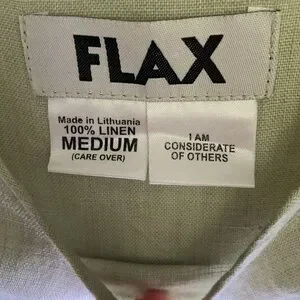 FLAX
Made in Lithuania
100% LINEN
MEDIUM
(CARE OVER)
I AM
CONSIDERATE
OF OTHERS